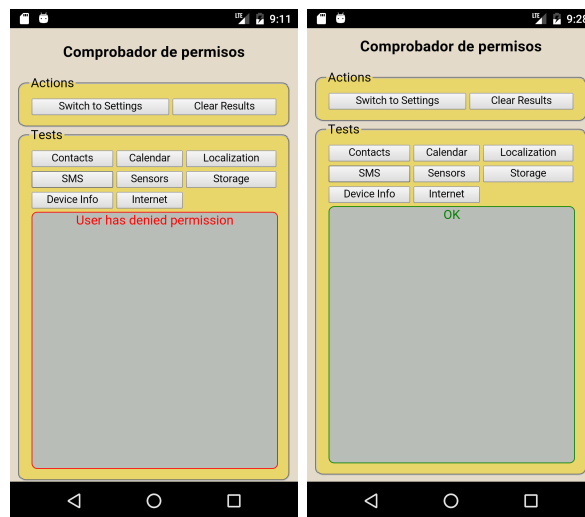 LTE 9:11
Comprobador de permisos
Actions
Switch to Settings Clear Results
Tests
Contacts Calendar Localization
SMS Sensors Storage
Device Info Internet
User has denied permission
LTE 9:28
Comprobador de permisos
Actions
Switch to Settings Clear Results
Tests
Contacts Calendar Localization
SMS Sensors Storage
Device Info Internet
OK